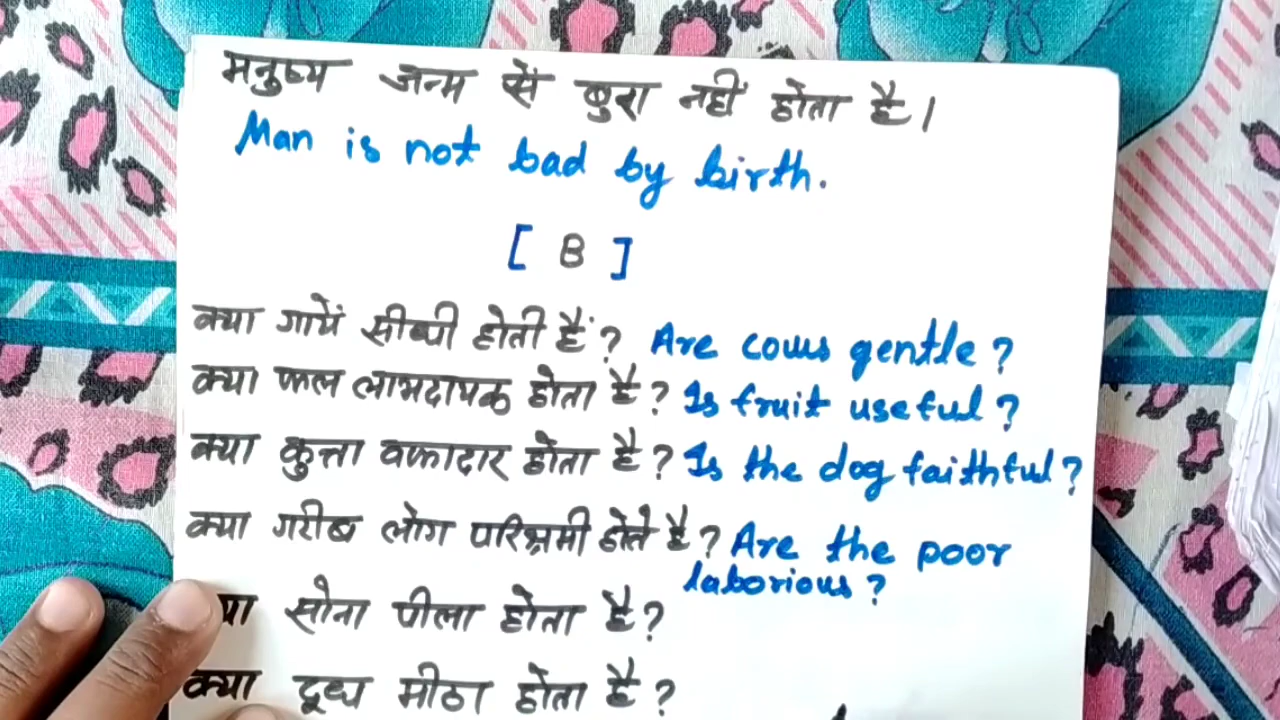 मनुष्य जन्म से बुरा नहीं होता है।
Man is not bad by birth.
[ B ]
क्या गायें सीधी होती हैं? Are cows gentle?
क्या फल लाभदायक होता है? Is fruit useful?
क्या कुत्ता वफादार होता है? Is the dog faithful?
क्या गरीब लोग परिश्रमी होते है? Are the poor
laborious?
क्या सोना पीला होता है?
क्या दूध मीठा होता है?